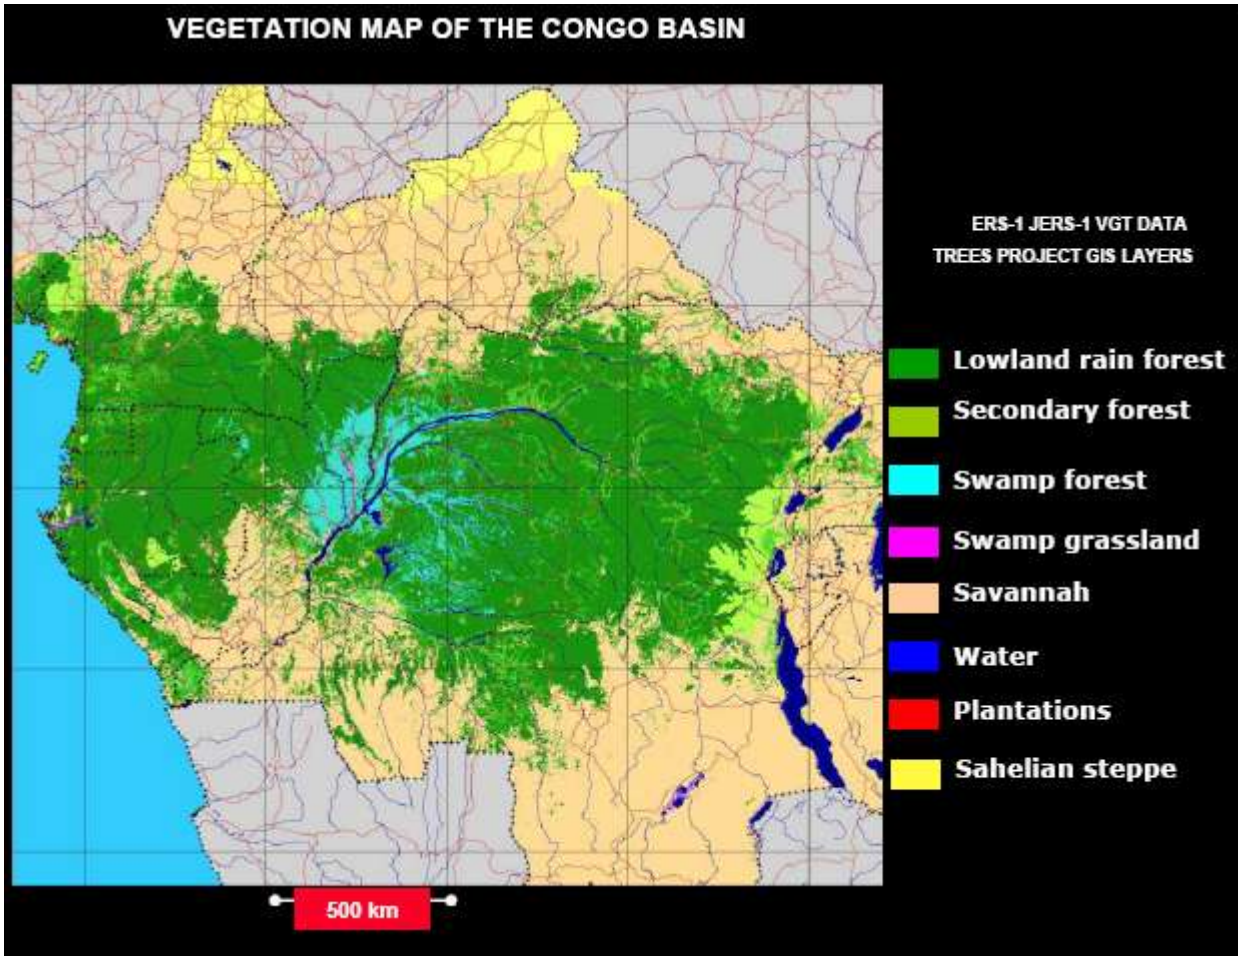 VEGETATION MAP OF THE CONGO BASIN
ERS-1 JERS-1 VGT DATA
TREES PROJECT GIS LAYERS
Lowland rain forest
Secondary forest
Swamp forest
Swamp grassland
Savannah
Water
Plantations
Sahelian steppe
500 km